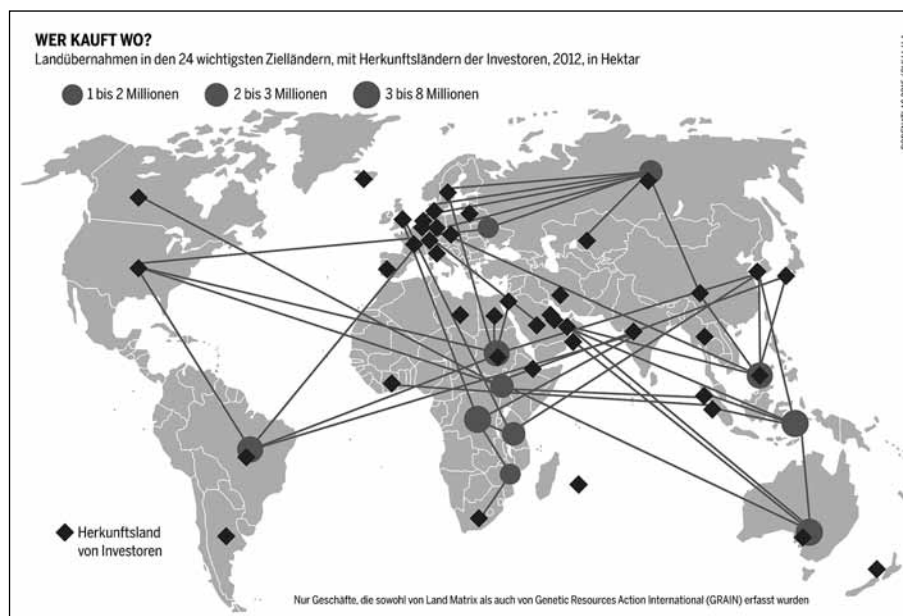 WER KAUFT WO?
Landübernahmen in den 24 wichtigsten Zielländern, mit Herkunftsländern der Investoren, 2012, in Hektar
1 bis 2 Millionen
2 bis 3 Millionen
3 bis 8 Millionen
Herkunftsland
von Investoren
Nur Geschäfte, die sowohl von Land Matrix als auch von Genetic Resources Action International (GRAIN) erfasst wurden